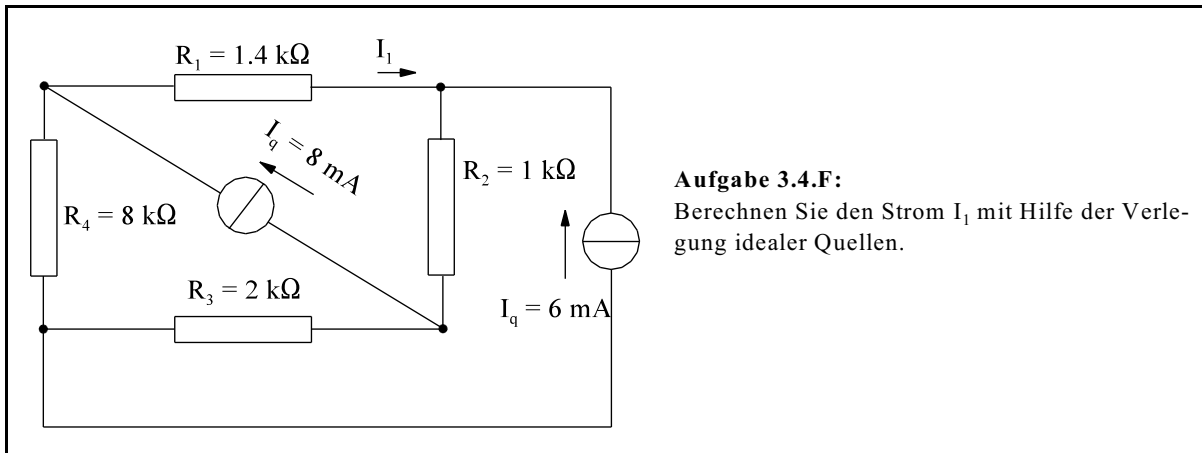 R₁ = 1.4 kΩ
I₁
I_q = 8 mA
R₂ = 1 kΩ
R₄ = 8 kΩ
R₃ = 2 kΩ
I_q = 6 mA
Aufgabe 3.4.F:
Berechnen Sie den Strom I₁ mit Hilfe der Verle-
gung idealer Quellen.